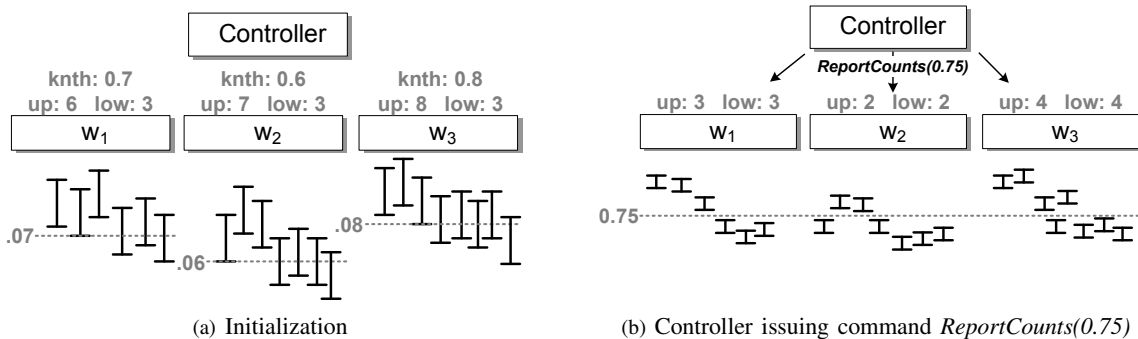 Controller
knth: 0.7 knth: 0.6 knth: 0.8
up: 6 low: 3 up: 7 low: 3 up: 8 low: 3
w1 w2 w3
.07
.06
.08
(a) Initialization
Controller
ReportCounts(0.75)
up: 3 low: 3 up: 2 low: 2 up: 4 low: 4
w1 w2 w3
0.75
(b) Controller issuing command ReportCounts(0.75)